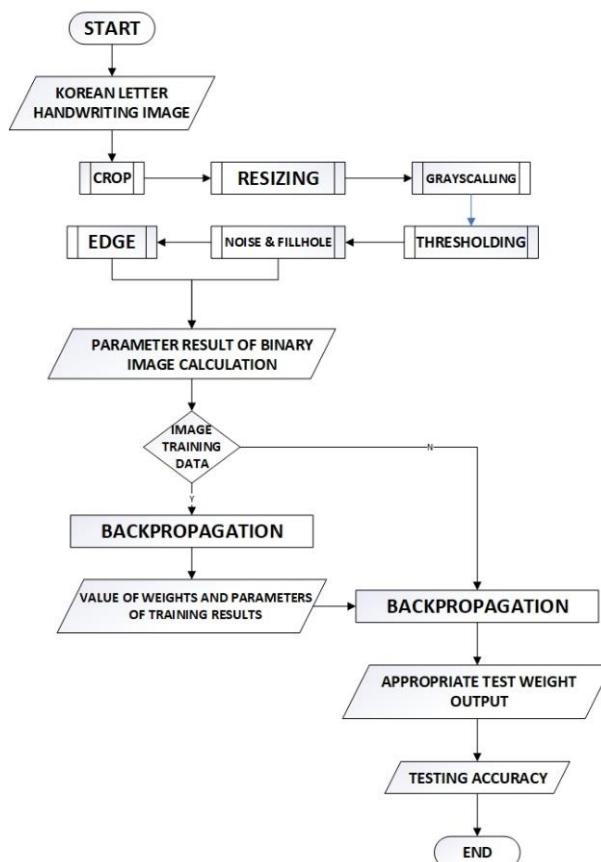 START
KOREAN LETTER
HANDWRITING IMAGE
CROP
RESIZING
GRAYSCALLING
THRESHOLDING
NOISE & FILLHOLE
EDGE
PARAMETER RESULT OF BINARY
IMAGE CALCULATION
IMAGE
TRAINING
DATA
N
Y
BACKPROPAGATION
VALUE OF WEIGHTS AND PARAMETERS
OF TRAINING RESULTS
BACKPROPAGATION
APPROPRIATE TEST WEIGHT
OUTPUT
TESTING ACCURACY
END